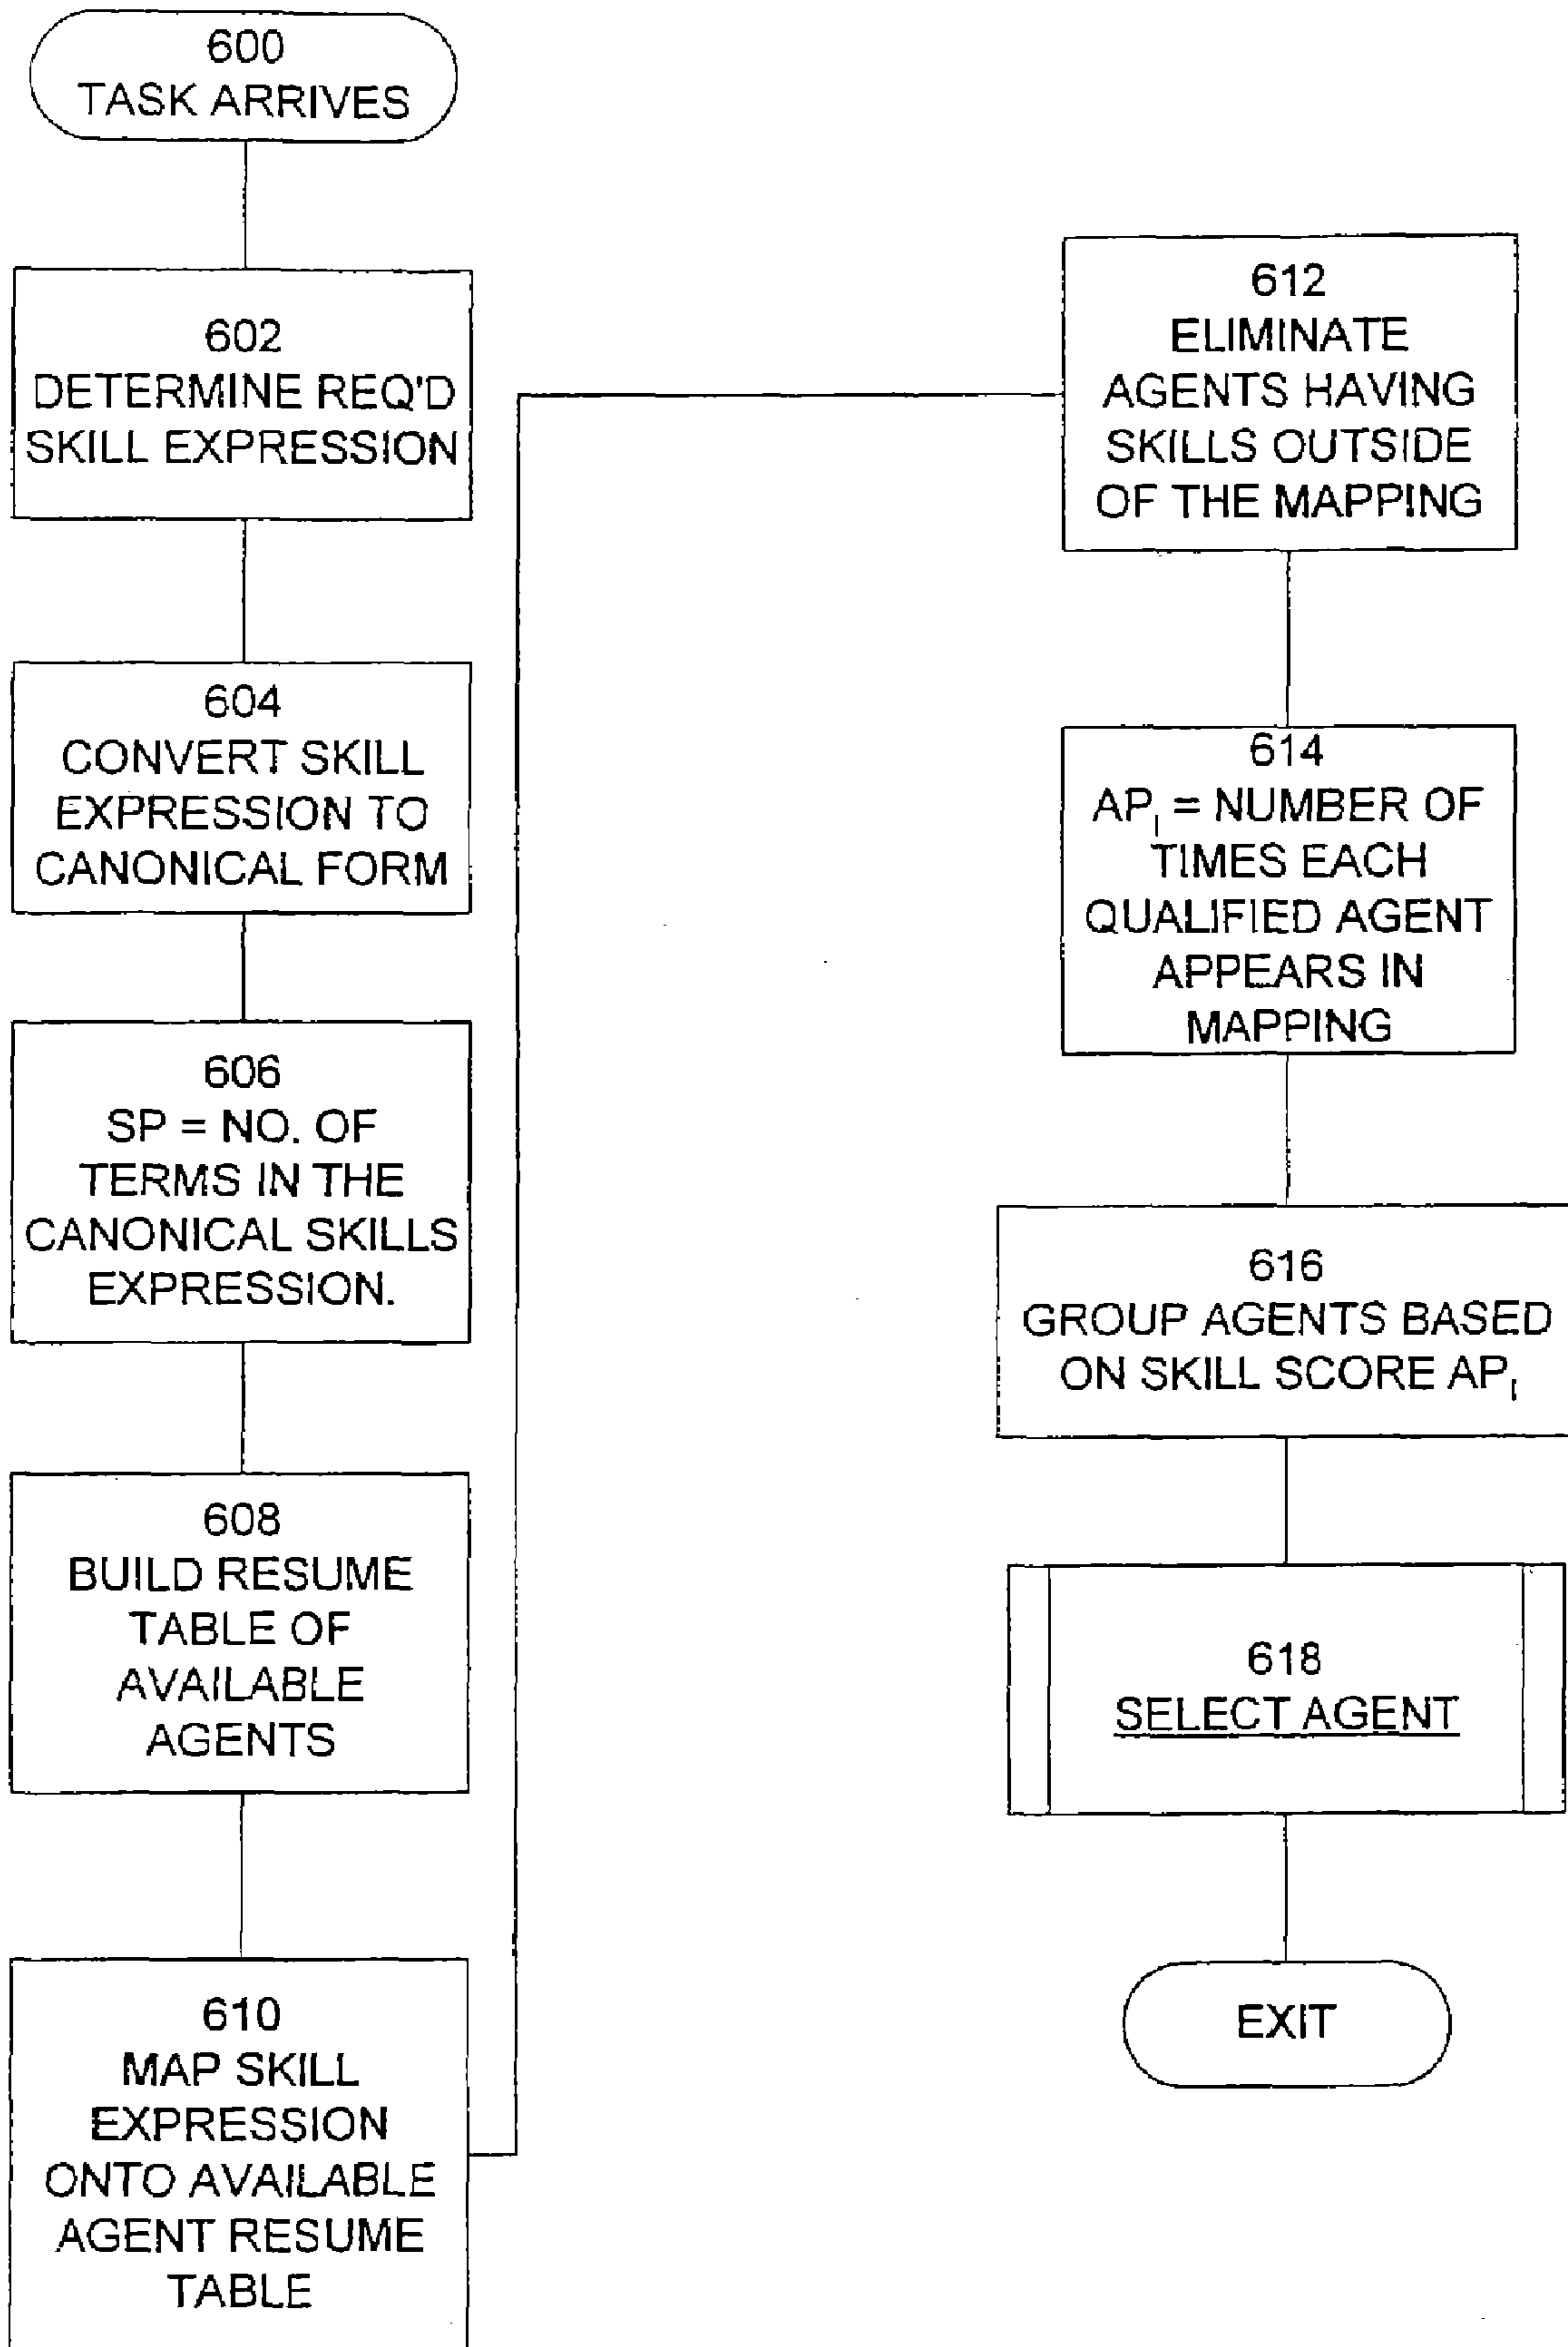 600
TASK ARRIVES
602
DETERMINE REQ'D
SKILL EXPRESSION
604
CONVERT SKILL
EXPRESSION TO
CANONICAL FORM
606
SP = NO. OF
TERMS IN THE
CANONICAL SKILLS
EXPRESSION.
608
BUILD RESUME
TABLE OF
AVAILABLE
AGENTS
610
MAP SKILL
EXPRESSION
ONTO AVAILABLE
AGENT RESUME
TABLE
612
ELIMINATE
AGENTS HAVING
SKILLS OUTSIDE
OF THE MAPPING
614
AP_I = NUMBER OF
TIMES EACH
QUALIFIED AGENT
APPEARS IN
MAPPING
616
GROUP AGENTS BASED
ON SKILL SCORE AP_I
618
SELECT AGENT
EXIT